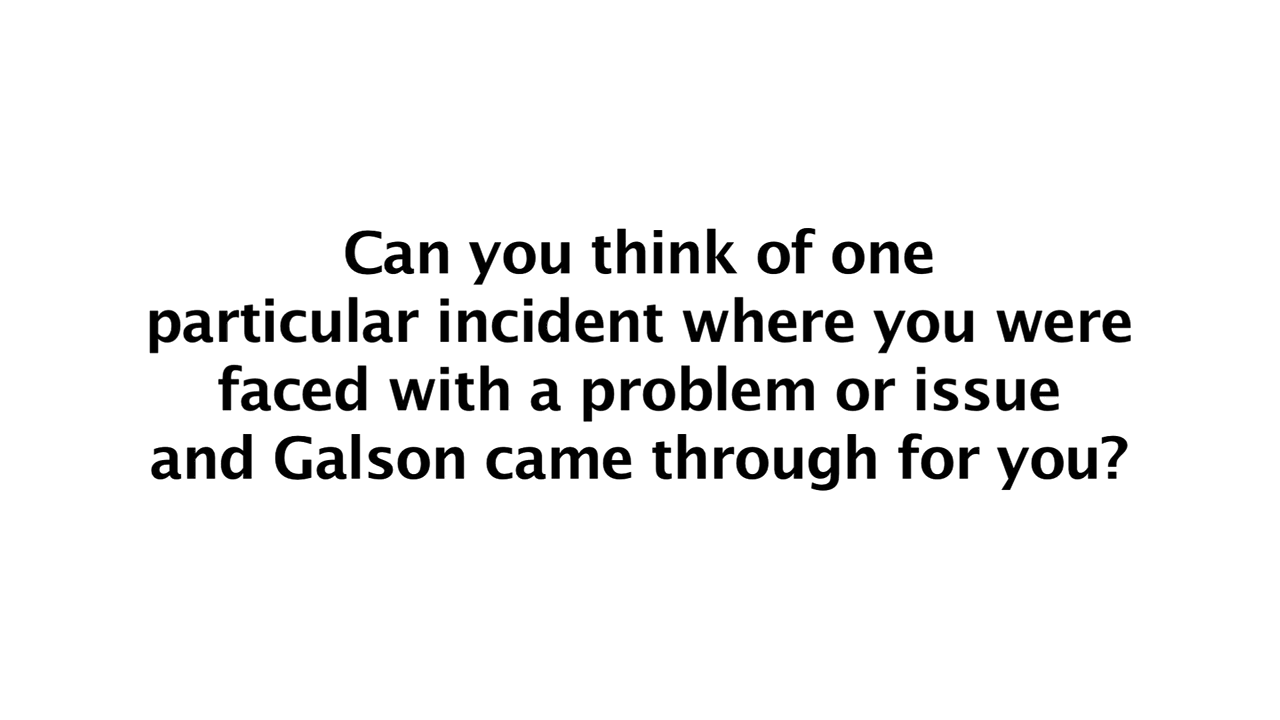 Can you think of one
particular incident where you were
faced with a problem or issue
and Galson came through for you?